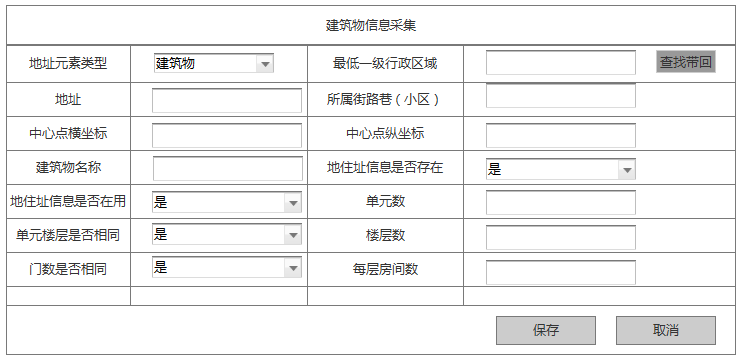 建筑物信息采集
地址元素类型 建筑物 最低一级行政区域 查找带回
地址 所属街路巷（小区）
中心点横坐标 中心点纵坐标
建筑物名称 地住址信息是否存在 是
地住址信息是否在用 是 单元数
单元楼层是否相同 是 楼层数
门数是否相同 是 每层房间数
保存 取消